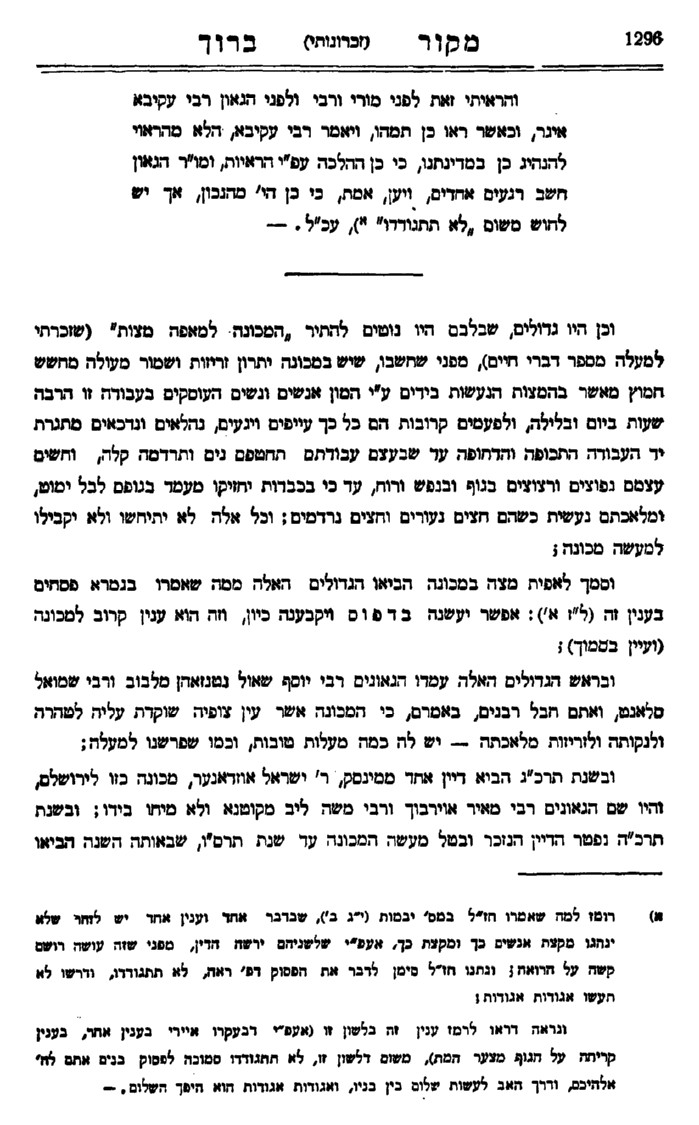 1296 מקור (זכרונותי) ברוך
והראיתי זאת לפני מורי ורבי ולפני הגאון רבי עקיבא
איגר, וכאשר ראו כן תמהו, ויאמר רבי עקיבא, הלא מהראוי
להנהיג כן במדינתנו, כי כן ההלכה עפ"י הראיות, ומו"ר הגאון
חשב רגעים אחדים, ויען, אמת, כי כן הי' מהנכון, אך יש
לחוש משום „לא תתגודדו" א), עכ"ל. —
וכן היו גדולים, שבלבם היו נוטים להתיר „המכונה למאפה מצות" (שזכרתי
למעלה מספר דברי חיים), מפני שחשבו, שיש במכונה יתרון זריזות ושמור מעולה מחשש
חמוץ מאשר בהמצות הנעשות בידים ע"י המון אנשים ונשים העוסקים בעבודה זו הרבה
שעות ביום ובלילה, ולפעמים קרובות הם כל כך עייפים ויגעים, נהלאים ונדכאים מתגרת
יד העבודה התכופה והדחופה עד שבעצם עבודתם תחטפם נים ותרדמה קלה, וחשים
עצמם נפוצים ורצוצים בגוף ובנפש ורוח, עד כי בכבדות יחזיקו מעמד בגופם לבל ימוט,
ומלאכתם נעשית כשהם חצים נעורים וחצים נרדמים; וכל אלה לא יתיחשו ולא יקבילו
למעשה מכונה;
וסמך לאפית מצה במכונה הביאו הגדולים האלה ממה שאמרו בגמרא פסחים
בענין זה (ל"ז א'): אפשר יעשנה בדפוס ויקבענה כיון, וזה הוא ענין קרוב למכונה
(ועיין בסמוך);
ובראש הגדולים האלה עמדו הגאונים רבי יוסף שאול נטנזאהן מלבוב ורבי שמואל
סלאנט, ואתם חבל רבנים, באמרם, כי המכונה אשר עין צופיה שוקדת עליה לטהרה
ולנקותה ולזריזות מלאכתה — יש לה כמה מעלות טובות, וכמו שפרשנו למעלה;
ובשנת תרכ"ג הביא דיין אחד ממינסק, ר' ישראל אוזדאנער, מכונה כזו לירושלם,
והיו שם הגאונים רבי מאיר אוירבוך ורבי משה ליב מקוטנא ולא מיחו בידו; ובשנת
תרכ"ה נפטר הדיין הנזכר ובטל מעשה המכונה עד שנת תרס"ו, שבאותה השנה הביאו
א) רומז למה שאמרו חז"ל במס' יבמות (י"ג ב'), שבדבר אחד וענין אחד יש לזהר שלא
ינהגו מקצת אנשים כך ומקצת כך, אעפ"י שלשניהם ירשה הדין, מפני שזה עושה רושם
קשה על הרואה; ונתנו חז"ל סימן לדבר את הפסוק דפ' ראה, לא תתגודדו, ודרשו לא
תעשו אגודות אגודות;
ונראה דראו לרמז ענין זה בלשון זו (אעפ"י דבעקרו איירי בענין אחר, בענין
קריחה על הגוף מצער המת), משום דלשון זו, לא תתגודדו סמוכה לפסוק בנים אתם לה'
אלהיכם, ודרך האב לעשות שלום בין בניו, ואגודות אגודות הוא היפך השלום. —